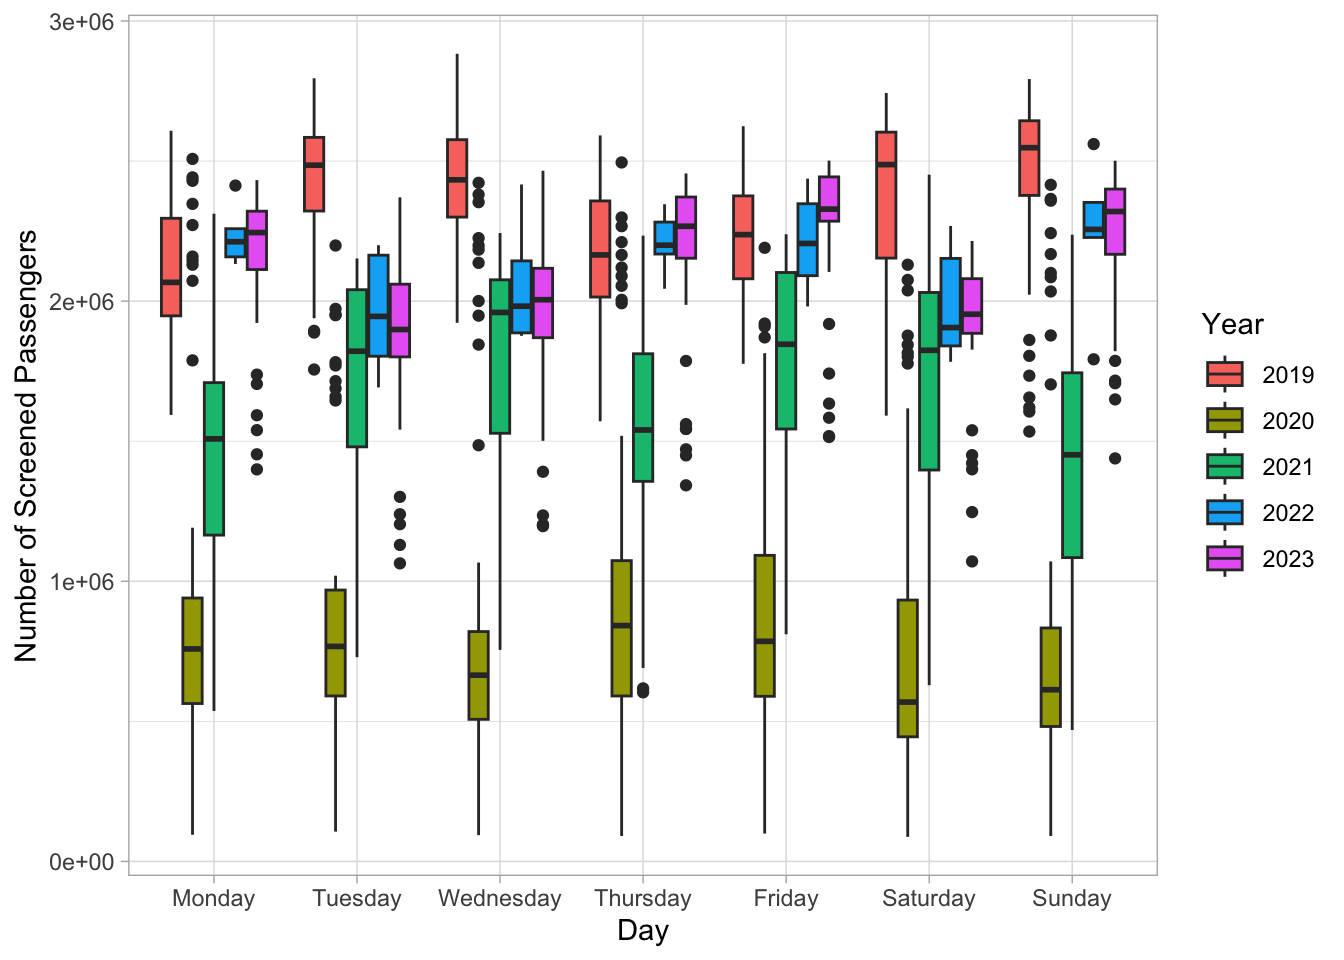 Number of Screened Passengers
3e+06
2e+06
1e+06
0e+00
Monday
Tuesday
Wednesday
Thursday
Friday
Saturday
Sunday
Day
Year
2019
2020
2021
2022
2023